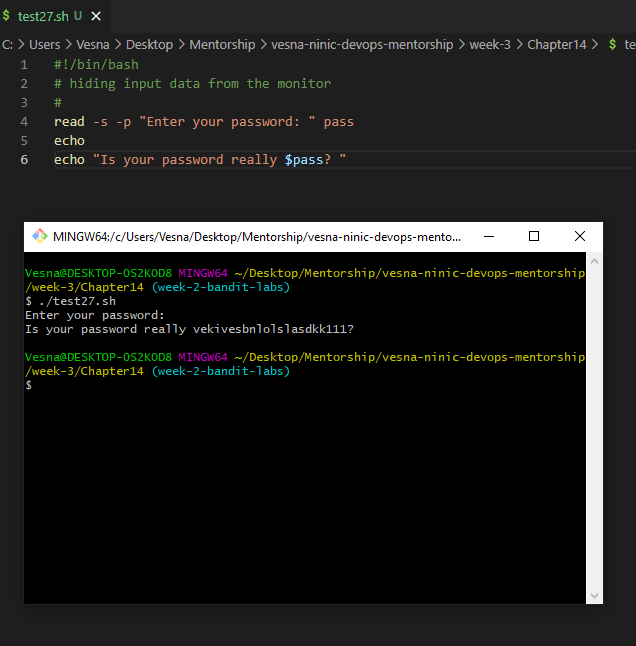 $ test27.sh U ×
C: > Users > Vesna > Desktop > Mentorship > vesna-ninic-devops-mentorship > week-3 > Chapter14 > $ te
1 #!/bin/bash
2 # hiding input data from the monitor
3 #
4 read -s -p "Enter your password: " pass
5 echo
6 echo "Is your password really $pass? "
MINGW64:/c/Users/Vesna/Desktop/Mentorship/vesna-ninic-devops-mento...
Vesna@DESKTOP-OS2KOD8 MINGW64 ~/Desktop/Mentorship/vesna-ninic-devops-mentorship
/week-3/Chapter14 (week-2-bandit-labs)
$ ./test27.sh
Enter your password:
Is your password really vekivesbnlolslasdkk111?
Vesna@DESKTOP-OS2KOD8 MINGW64 ~/Desktop/Mentorship/vesna-ninic-devops-mentorship
/week-3/Chapter14 (week-2-bandit-labs)
$